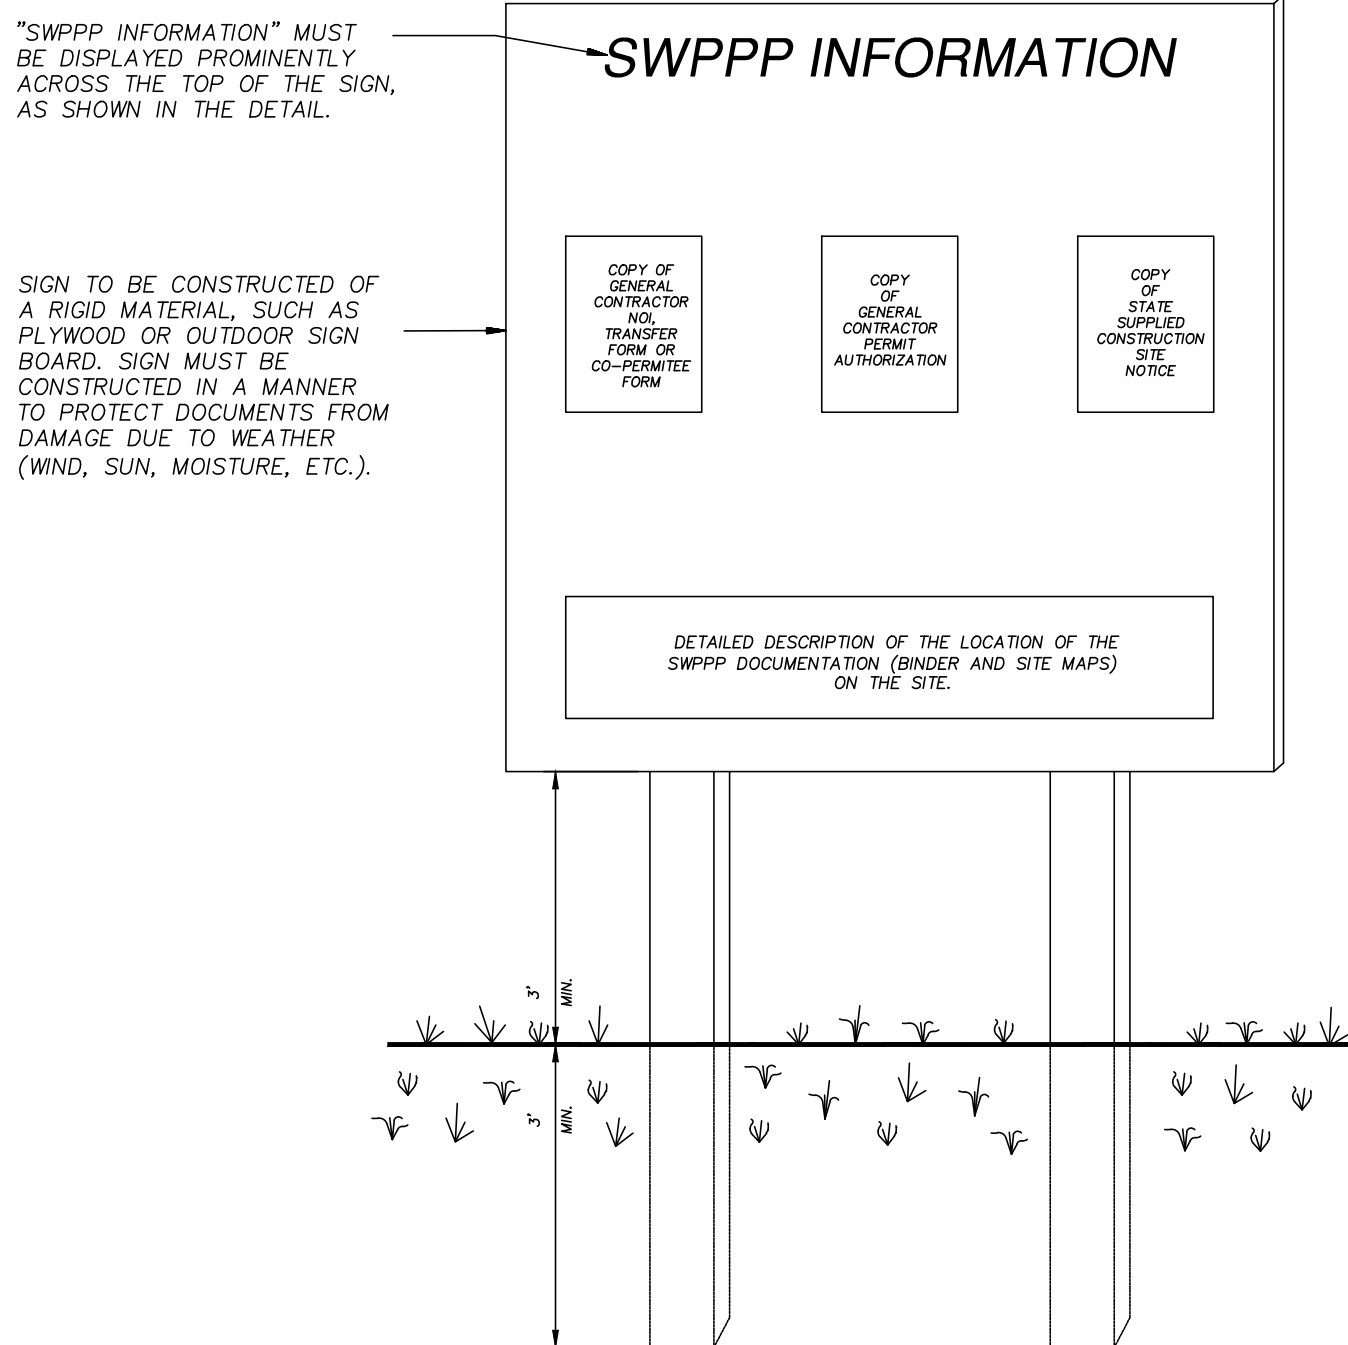 "SWPPP INFORMATION" MUST
BE DISPLAYED PROMINENTLY
ACROSS THE TOP OF THE SIGN,
AS SHOWN IN THE DETAIL.
SWPPP INFORMATION
SIGN TO BE CONSTRUCTED OF
A RIGID MATERIAL, SUCH AS
PLYWOOD OR OUTDOOR SIGN
BOARD. SIGN MUST BE
CONSTRUCTED IN A MANNER
TO PROTECT DOCUMENTS FROM
DAMAGE DUE TO WEATHER
(WIND, SUN, MOISTURE, ETC.).
COPY OF
GENERAL
CONTRACTOR
NOI,
TRANSFER
FORM OR
CO-PERMITEE
FORM
COPY
OF
GENERAL
CONTRACTOR
PERMIT
AUTHORIZATION
COPY
OF
STATE
SUPPLIED
CONSTRUCTION
SITE
NOTICE
DETAILED DESCRIPTION OF THE LOCATION OF THE
SWPPP DOCUMENTATION (BINDER AND SITE MAPS)
ON THE SITE.
3'
MIN.
3'
MIN.